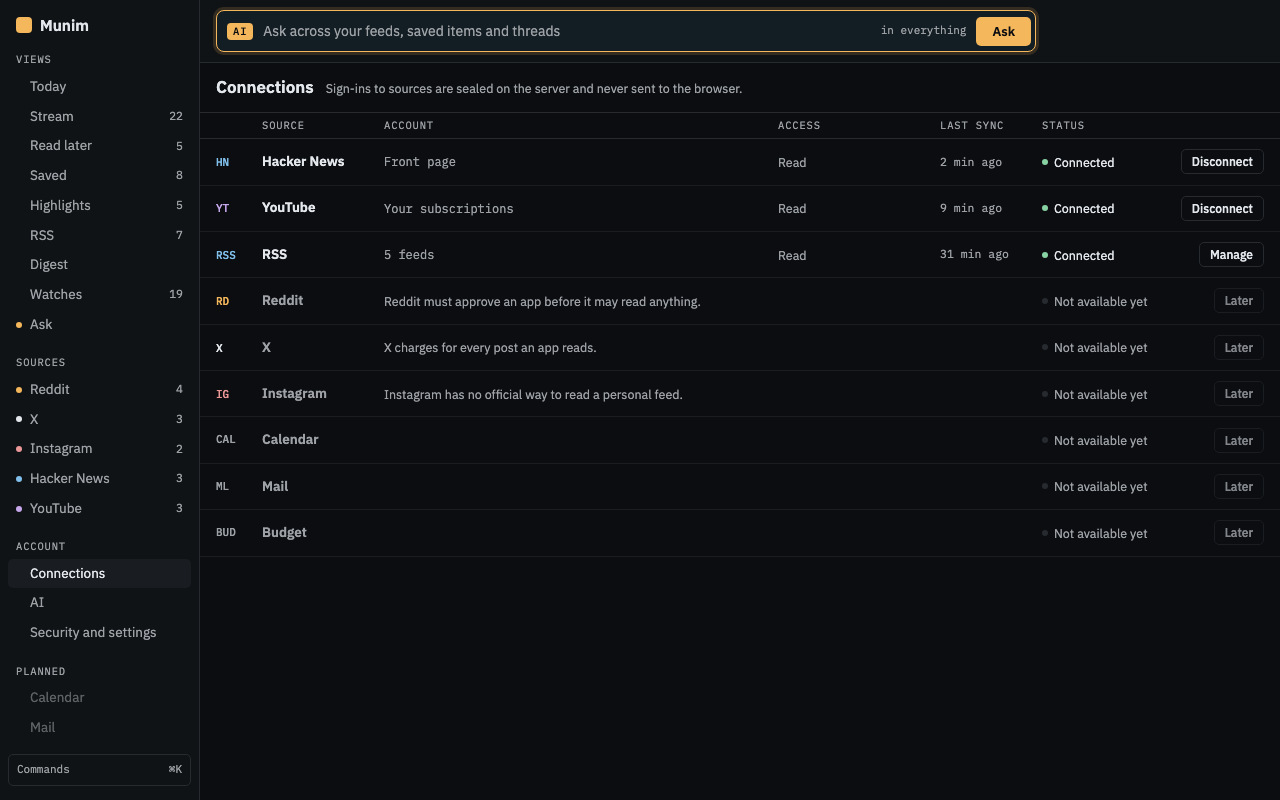 Munim
VIEWS
Today
Stream 22
Read later 5
Saved 8
Highlights 5
RSS 7
Digest
Watches 19
Ask
SOURCES
Reddit 4
X 3
Instagram 2
Hacker News 3
YouTube 3
ACCOUNT
Connections
AI
Security and settings
PLANNED
Calendar
Mail
Commands ⌘K
AI Ask across your feeds, saved items and threads in everything Ask
Connections Sign-ins to sources are sealed on the server and never sent to the browser.
SOURCE ACCOUNT ACCESS LAST SYNC STATUS
HN Hacker News Front page Read 2 min ago Connected Disconnect
YT YouTube Your subscriptions Read 9 min ago Connected Disconnect
RSS RSS 5 feeds Read 31 min ago Connected Manage
RD Reddit Reddit must approve an app before it may read anything. Not available yet Later
X X X charges for every post an app reads. Not available yet Later
IG Instagram Instagram has no official way to read a personal feed. Not available yet Later
CAL Calendar Not available yet Later
ML Mail Not available yet Later
BUD Budget Not available yet Later